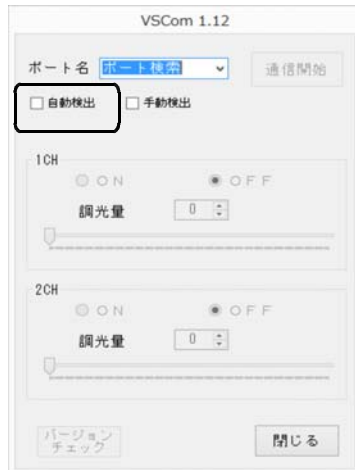 VSCom 1.12
ポート名 ポート検索 通信開始
自動検出 手動検出
1CH
ON OFF
調光量 0
2CH
ON OFF
調光量 0
バージョン
チェック
閉じる